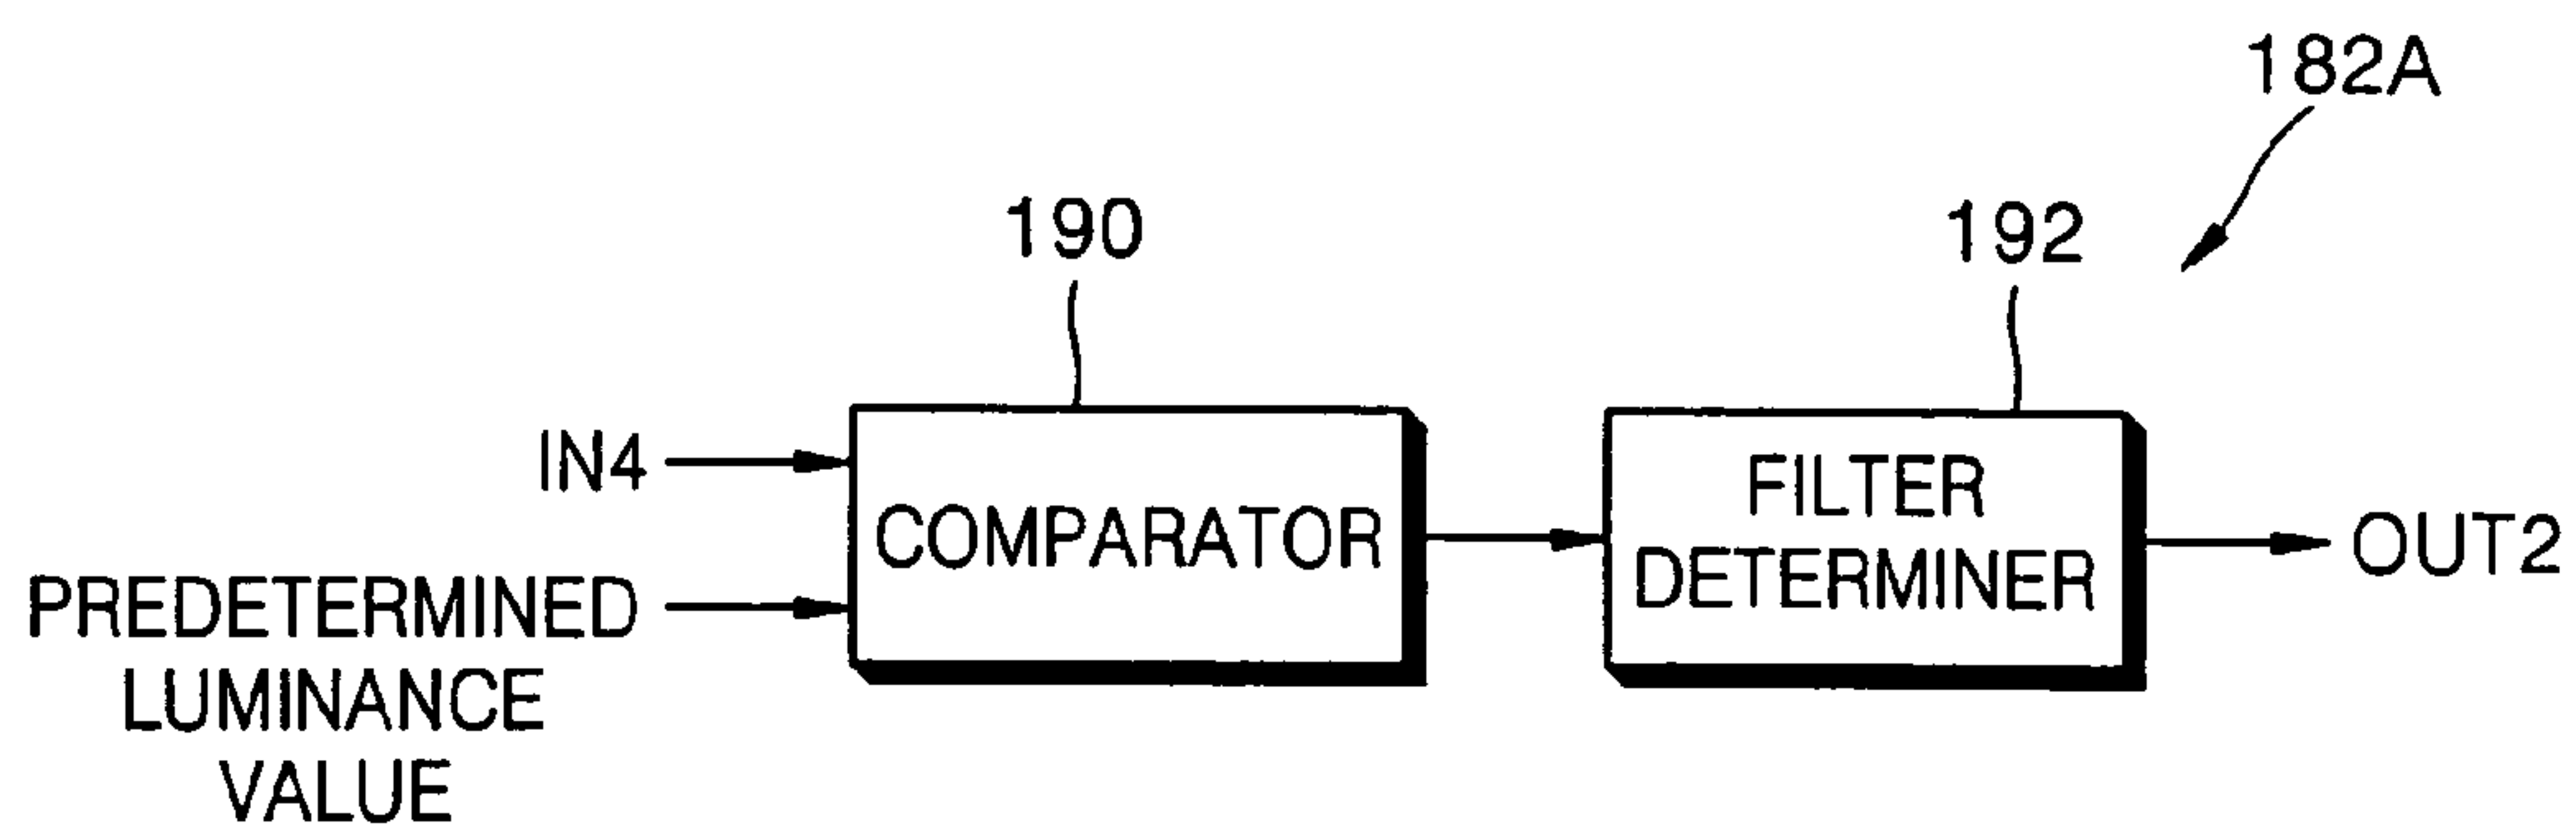 182A
190
192
IN4
COMPARATOR
FILTER
DETERMINER
OUT2
PREDETERMINED
LUMINANCE
VALUE